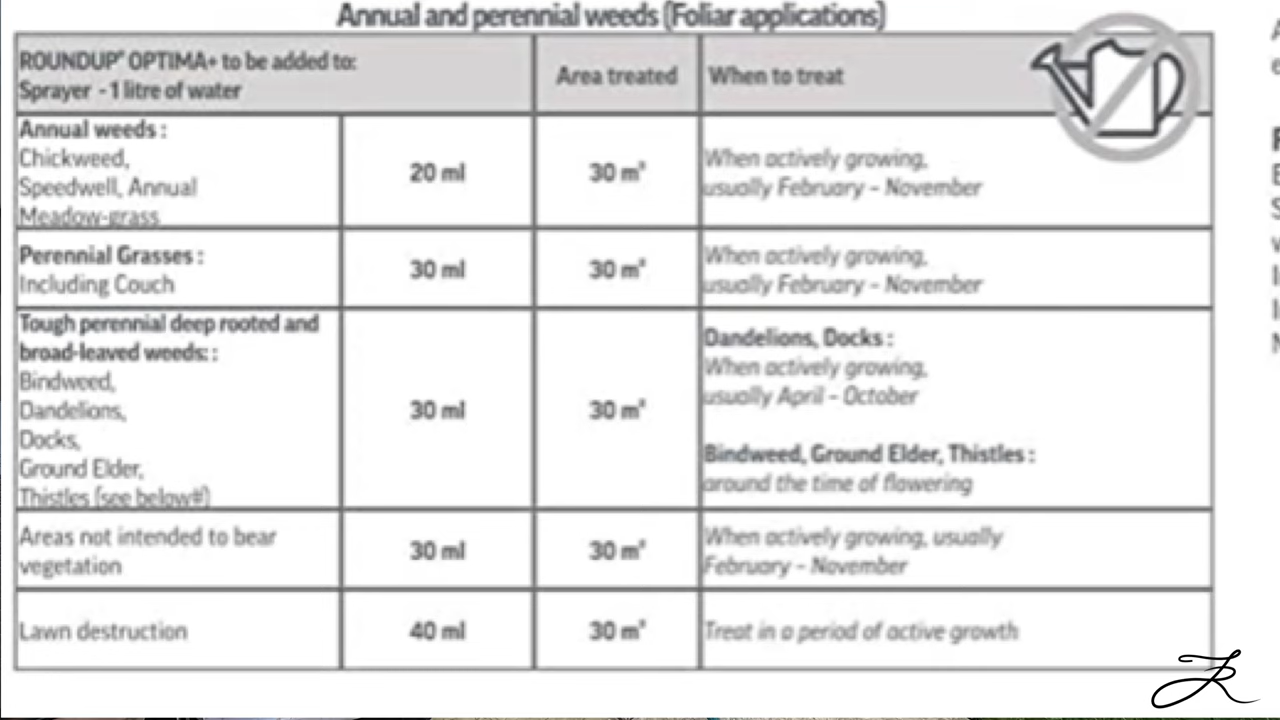 Annual and perennial weeds (Foliar applications)
ROUNDUP® OPTIMA+ to be added to:
Sprayer - 1 litre of water
Area treated
When to treat
Annual weeds :
Chickweed,
Speedwell, Annual
Meadow-grass
20 ml
30 m²
When actively growing,
usually February – November
Perennial Grasses :
Including Couch
30 ml
30 m²
When actively growing,
usually February – November
Tough perennial deep rooted and
broad-leaved weeds: :
Bindweed,
Dandelions,
Docks,
Ground Elder,
Thistles (see below#)
30 ml
30 m²
Dandelions, Docks :
When actively growing,
usually April – October
Bindweed, Ground Elder, Thistles :
around the time of flowering
Areas not intended to bear
vegetation
30 ml
30 m²
When actively growing, usually
February – November
Lawn destruction
40 ml
30 m²
Treat in a period of active growth